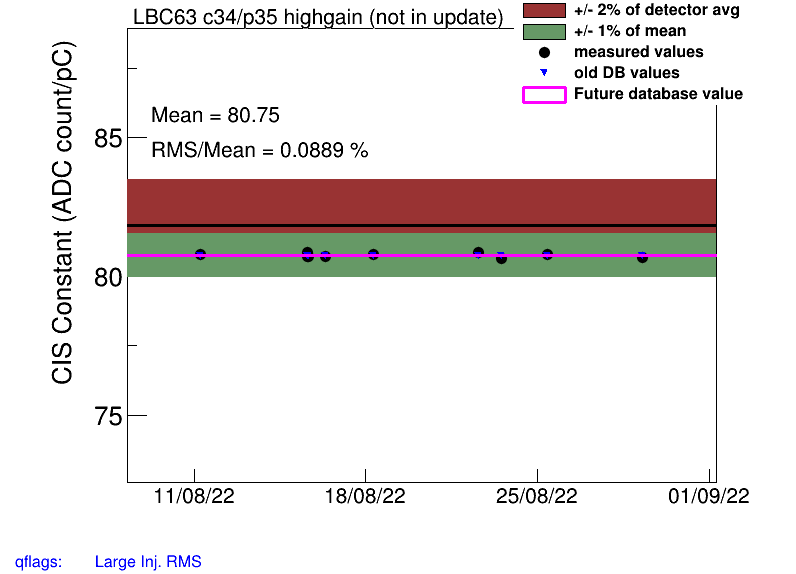 LBC63 c34/p35 highgain (not in update)
+/- 2% of detector avg
+/- 1% of mean
measured values
old DB values
Future database value
Mean = 80.75
RMS/Mean = 0.0889 %
CIS Constant (ADC count/pC)
85
80
75
11/08/22 18/08/22 25/08/22 01/09/22
qflags: Large Inj. RMS